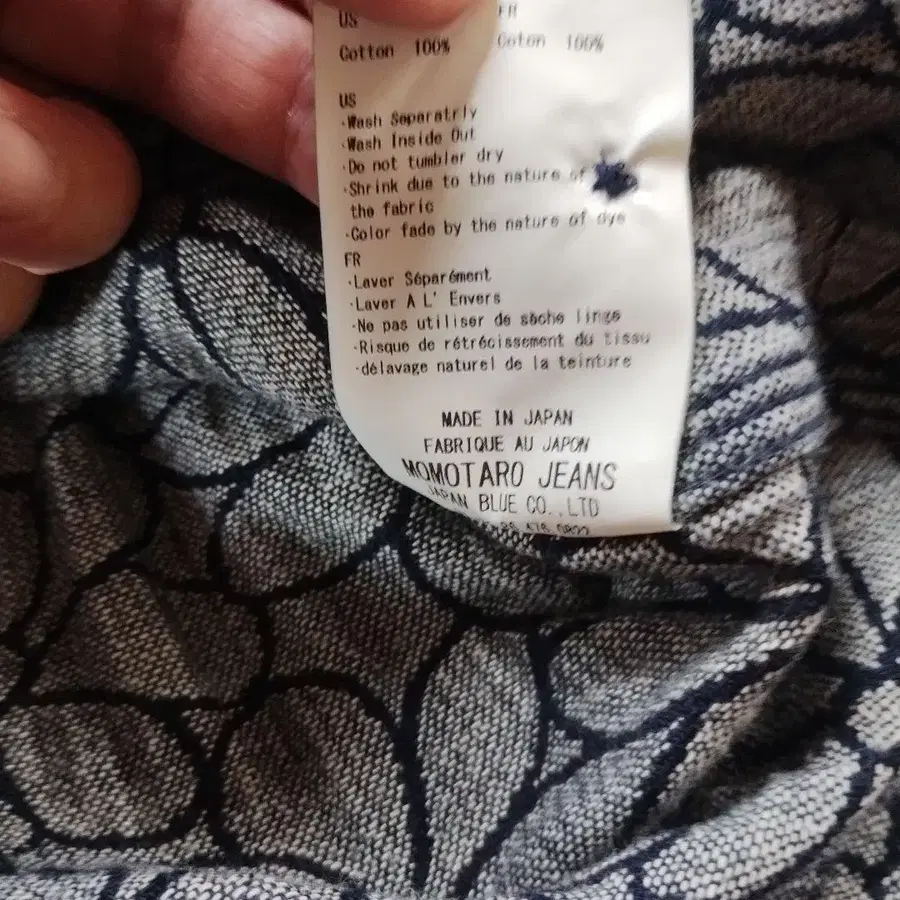 US
FR
Cotton 100%
Coton 100%
US
·Wash Separatrly
·Wash Inside Out
·Do not tumbler dry
·Shrink due to the nature of
the fabric
·Color fade by the nature of dye
FR
·Laver Séparément
·Laver A L' Envers
·Ne pas utiliser de sèche linge
·Risque de rétrécissement du tissu
·délavage naturel de la teinture
MADE IN JAPAN
FABRIQUE AU JAPON
MOMOTARO JEANS
JAPAN BLUE CO.,LTD